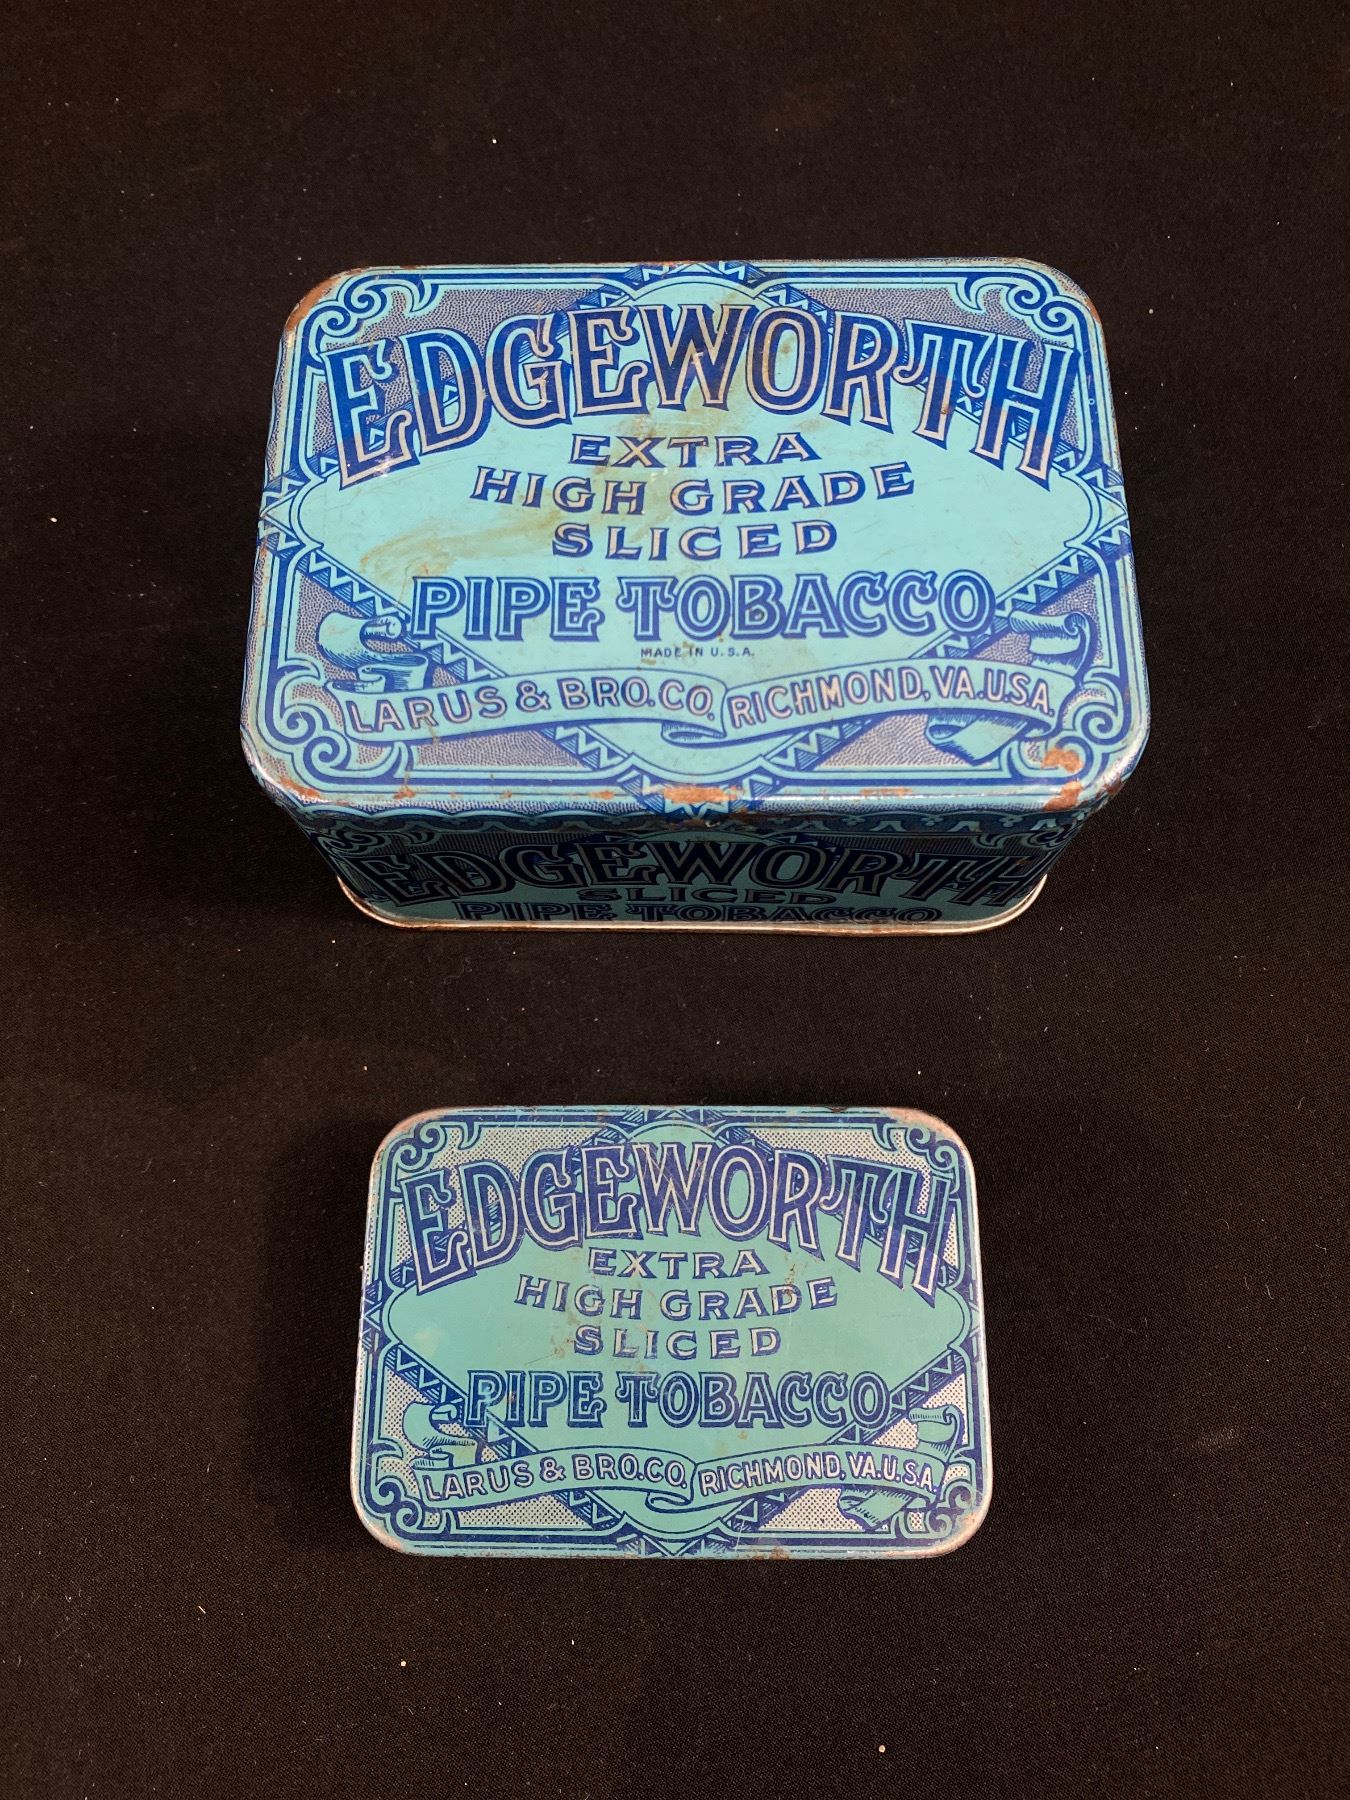 EDGEWORTH
EXTRA
HIGH GRADE
SLICED
PIPE TOBACCO
MADE IN U.S.A.
LARUS & BRO. CO. RICHMOND, VA. U.S.A.
EDGEWORTH
SLICED
PIPE TOBACCO
EDGEWORTH
EXTRA
HIGH GRADE
SLICED
PIPE TOBACCO
LARUS & BRO. CO. RICHMOND, VA. U.S.A.